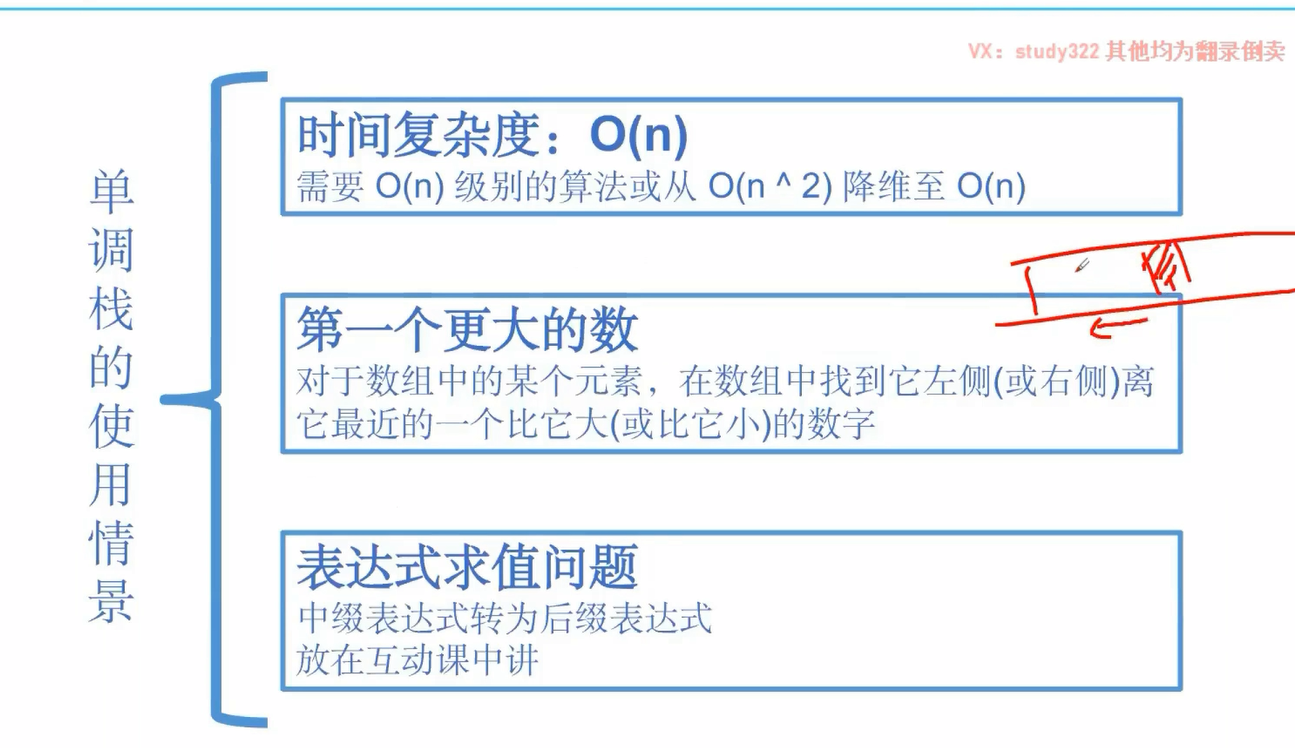 VX：study322 其他均为翻录倒卖
单调栈的使用情景
时间复杂度：O(n)
需要 O(n) 级别的算法或从 O(n ^ 2) 降维至 O(n)
第一个更大的数
对于数组中的某个元素，在数组中找到它左侧(或右侧)离
它最近的一个比它大(或比它小)的数字
表达式求值问题
中缀表达式转为后缀表达式
放在互动课中讲